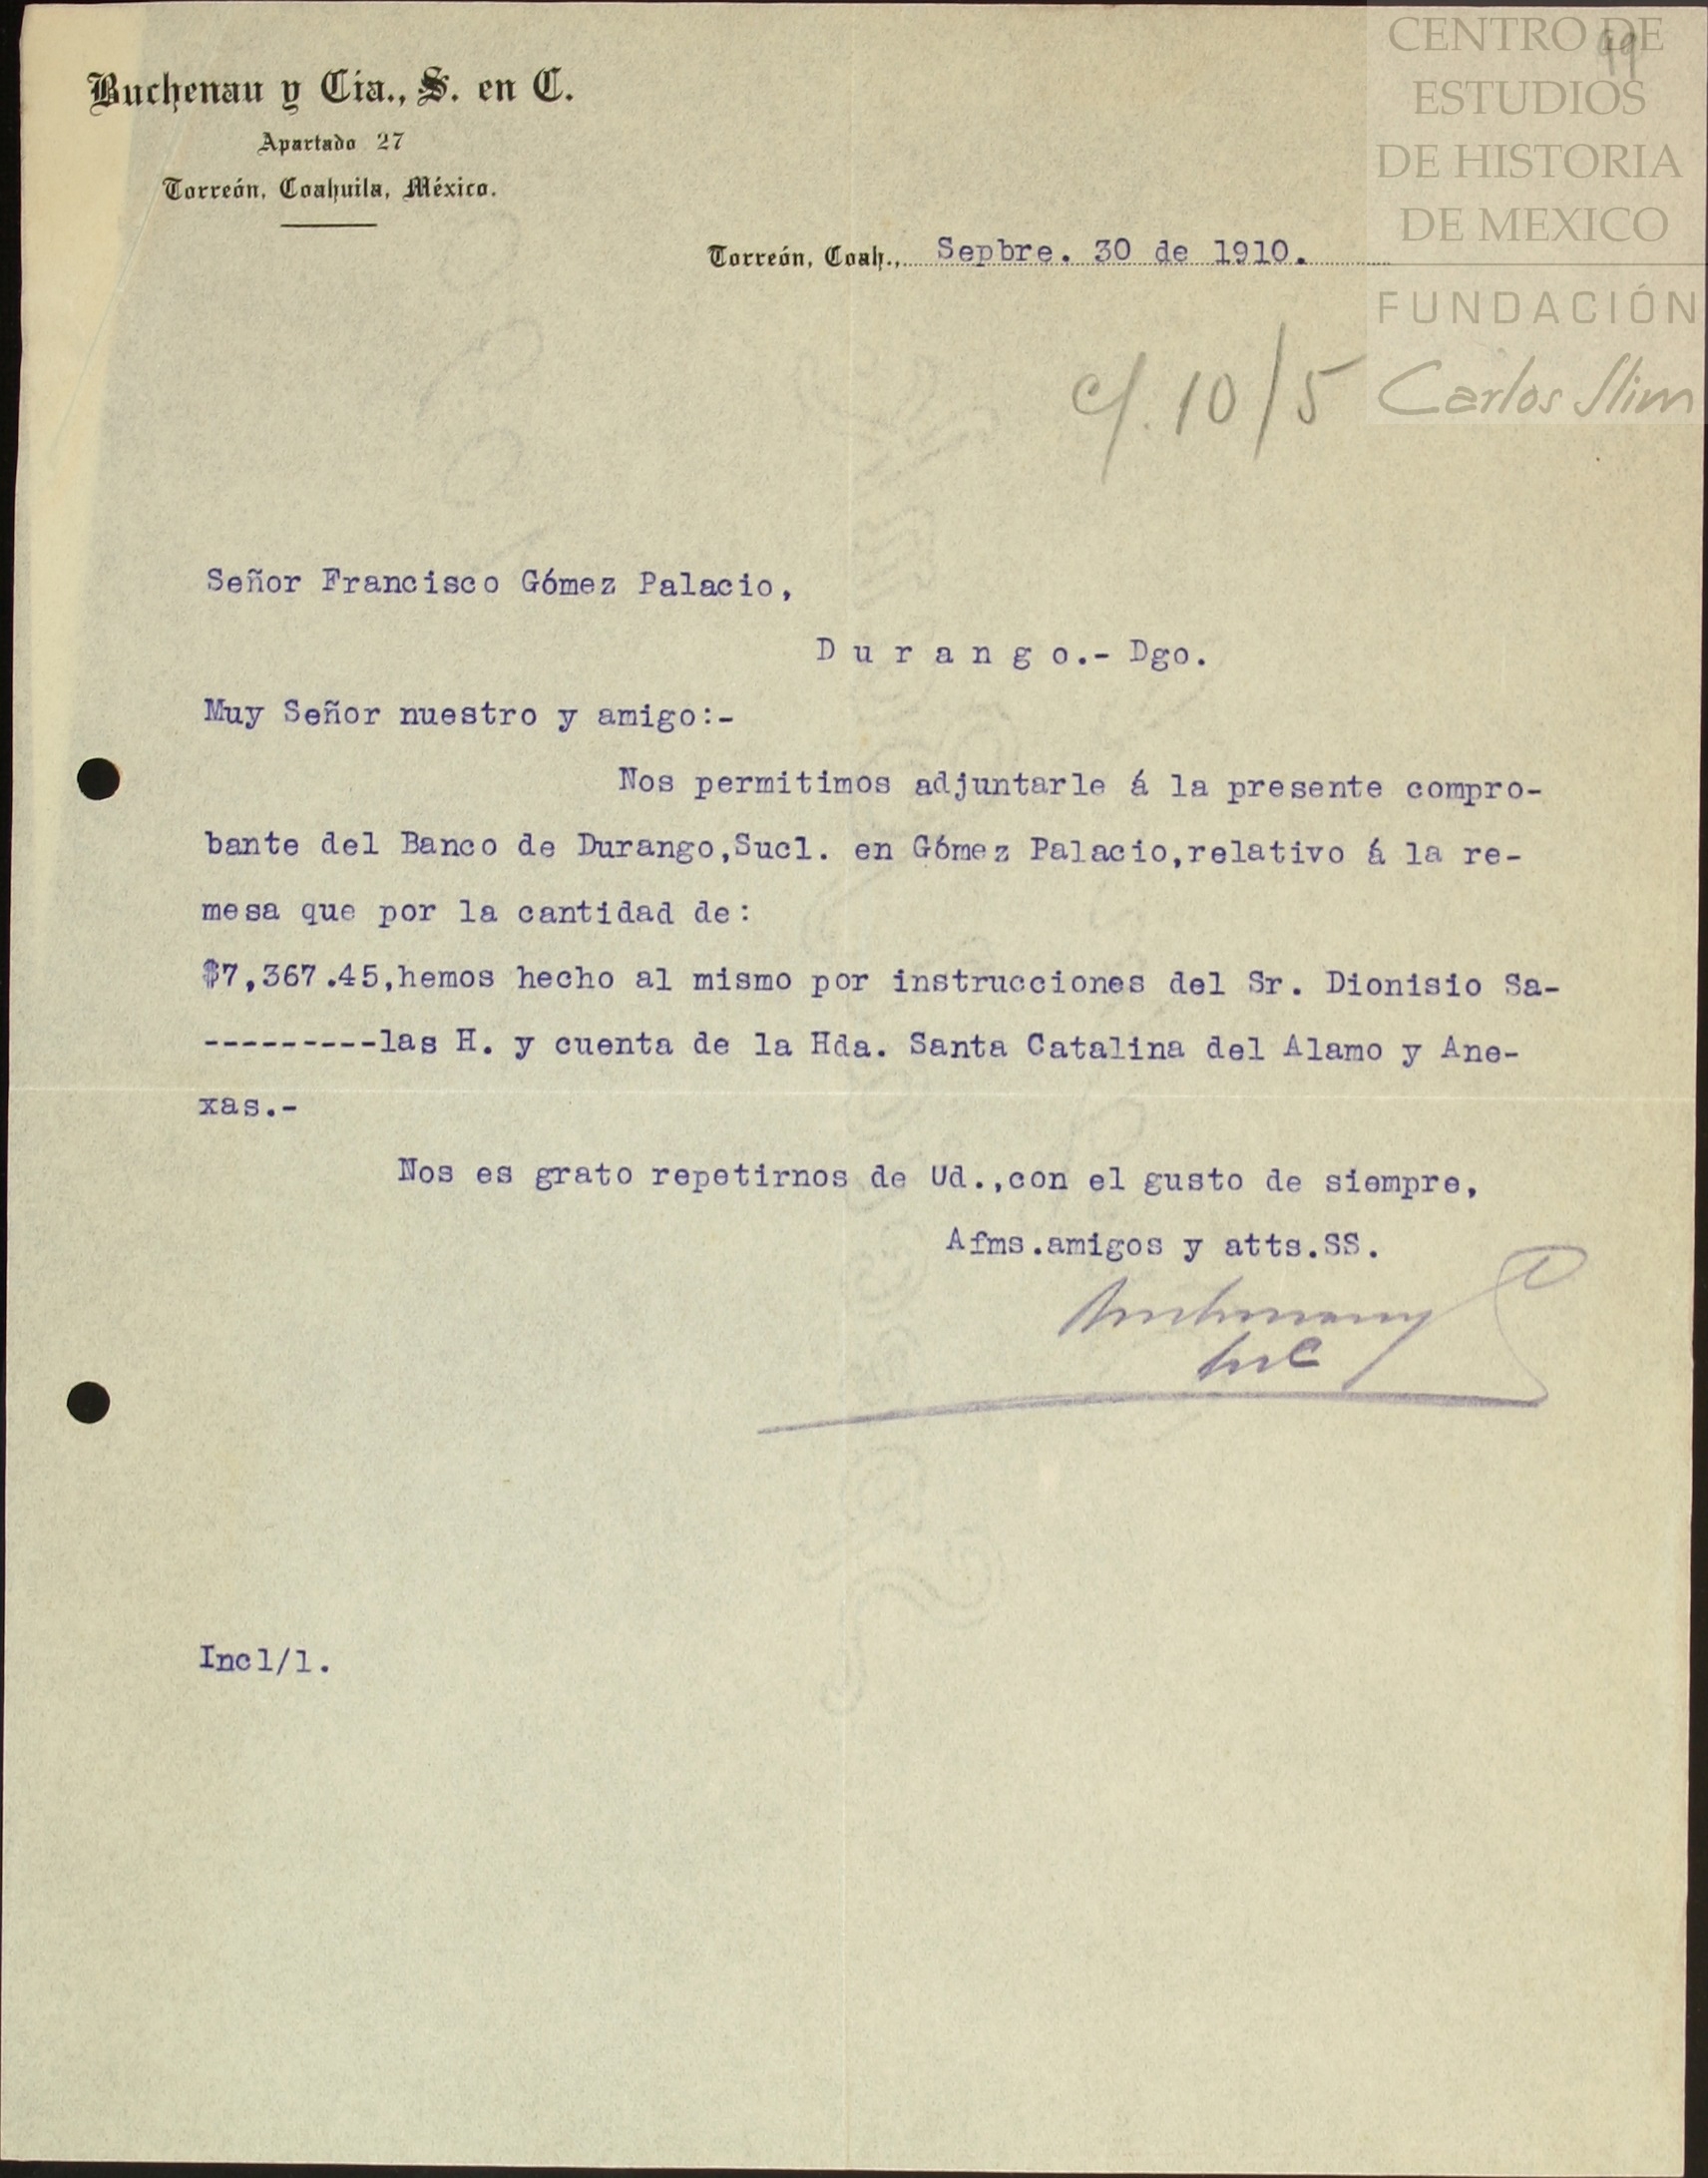 Buchenau y Cia., S. en C.
Apartado 27
Torreón, Coahuila, México.
CENTRO DE
ESTUDIOS
DE HISTORIA
DE MEXICO
FUNDACIÓN
Carlos Slim
Torreón, Coah., Sepbre. 30 de 1910.
c/. 10/5
Señor Francisco Gómez Palacio,
D u r a n g o.- Dgo.
Muy Señor nuestro y amigo:-
Nos permitimos adjuntarle á la presente compro-
bante del Banco de Durango,Sucl. en Gómez Palacio,relativo á la re-
mesa que por la cantidad de:
$7,367.45,hemos hecho al mismo por instrucciones del Sr. Dionisio Sa-
---------las H. y cuenta de la Hda. Santa Catalina del Alamo y Ane-
xas.-
Nos es grato repetirnos de Ud.,con el gusto de siempre,
Afms.amigos y atts.SS.
Incl/1.